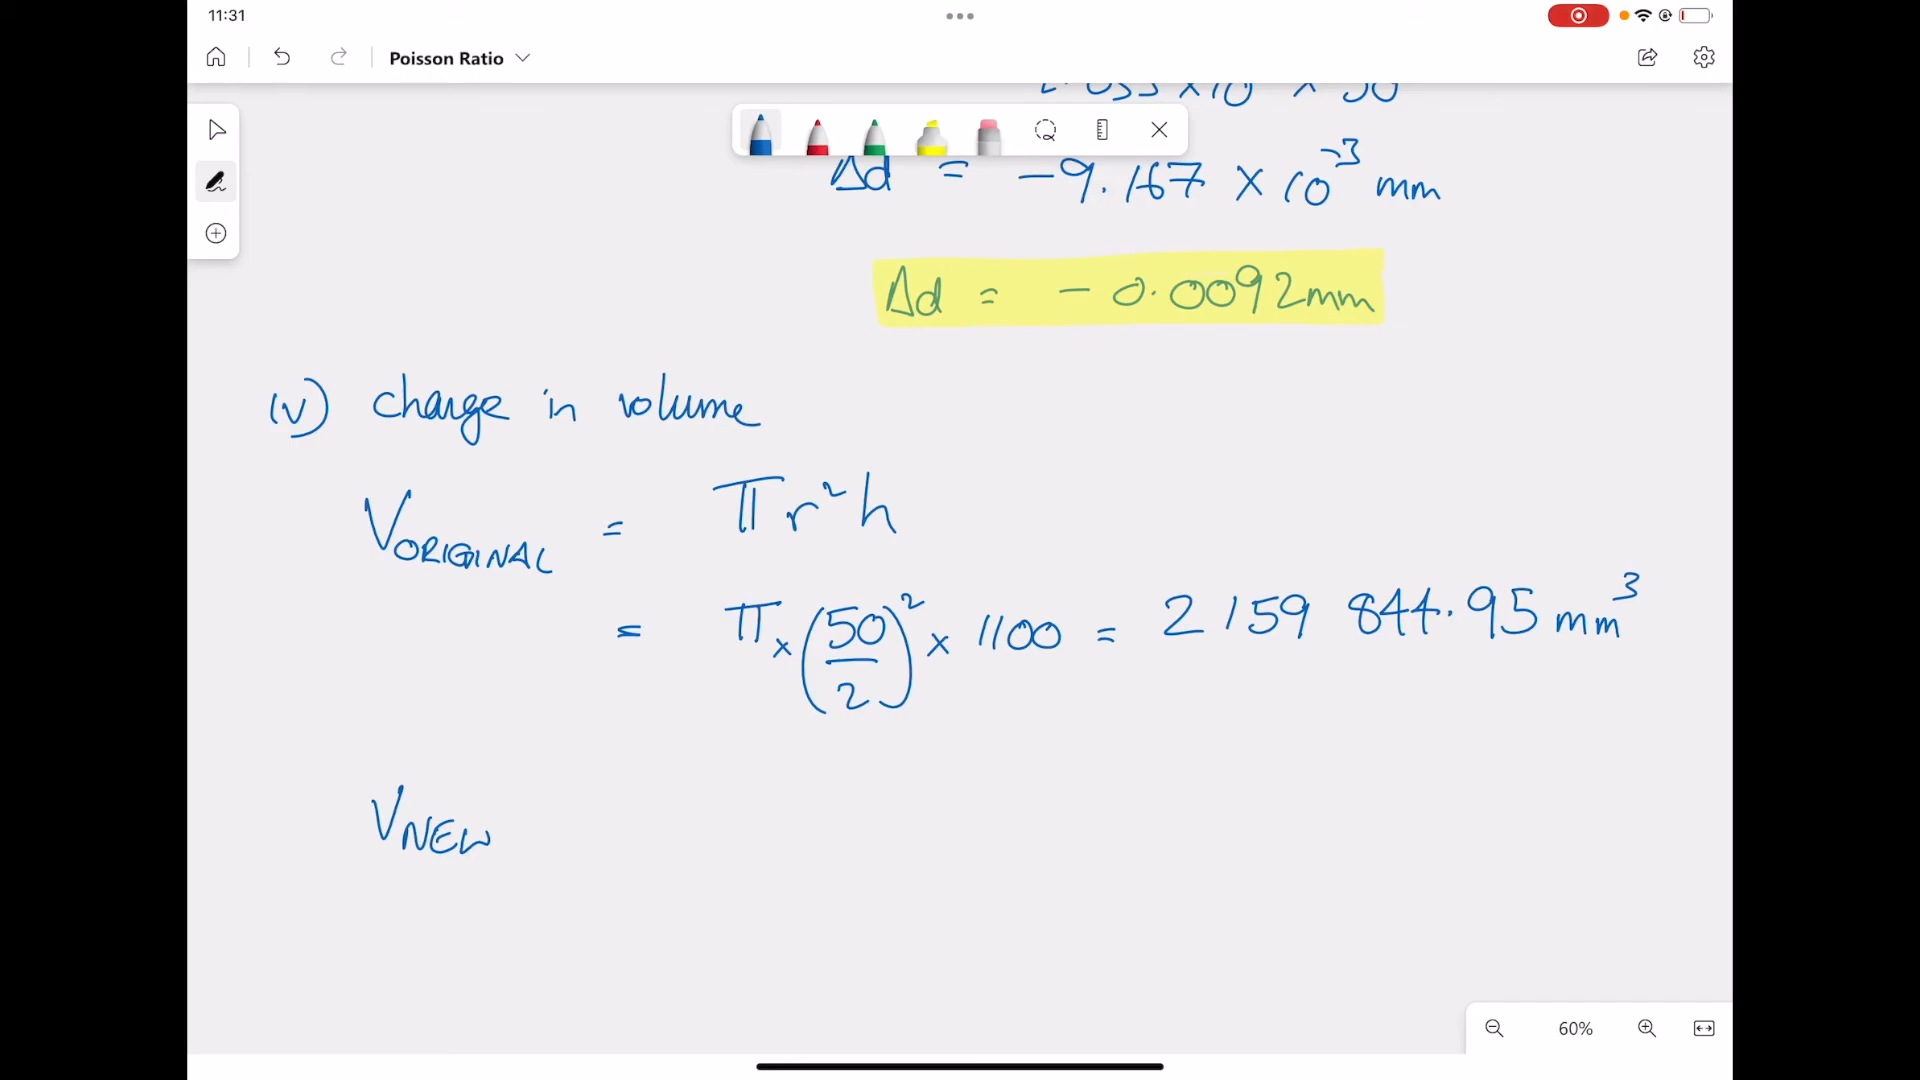 11:31
Poisson Ratio
Δd = -9.167 × 10⁻³ mm
Δd = - 0.0092mm
(v) change in volume
V_ORIGINAL = πr²h
= π × (50/2)² × 1100 = 2 159 844.95 mm³
V_NEW
60%